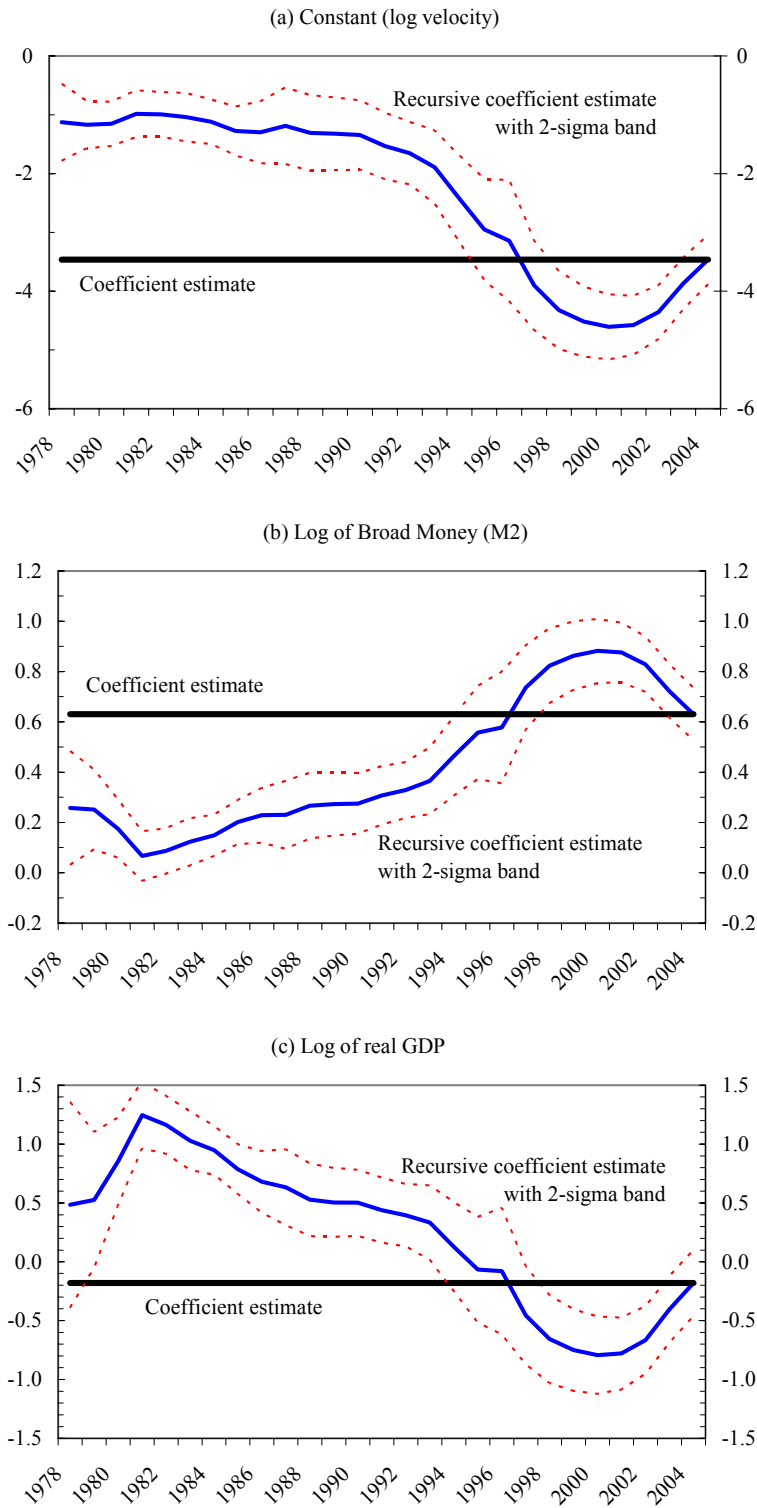 (a) Constant (log velocity)
0 0
Recursive coefficient estimate
with 2-sigma band
-2 -2
Coefficient estimate
-4 -4
-6 -6
1978 1980 1982 1984 1986 1988 1990 1992 1994 1996 1998 2000 2002 2004
(b) Log of Broad Money (M2)
1.2 1.2
1.0 1.0
0.8 0.8
Coefficient estimate
0.6 0.6
0.4 0.4
0.2 0.2
Recursive coefficient estimate
with 2-sigma band
0.0 0.0
-0.2 -0.2
1978 1980 1982 1984 1986 1988 1990 1992 1994 1996 1998 2000 2002 2004
(c) Log of real GDP
1.5 1.5
1.0 1.0
Recursive coefficient estimate
with 2-sigma band
0.5 0.5
0.0 0.0
Coefficient estimate
-0.5 -0.5
-1.0 -1.0
-1.5 -1.5
1978 1980 1982 1984 1986 1988 1990 1992 1994 1996 1998 2000 2002 2004